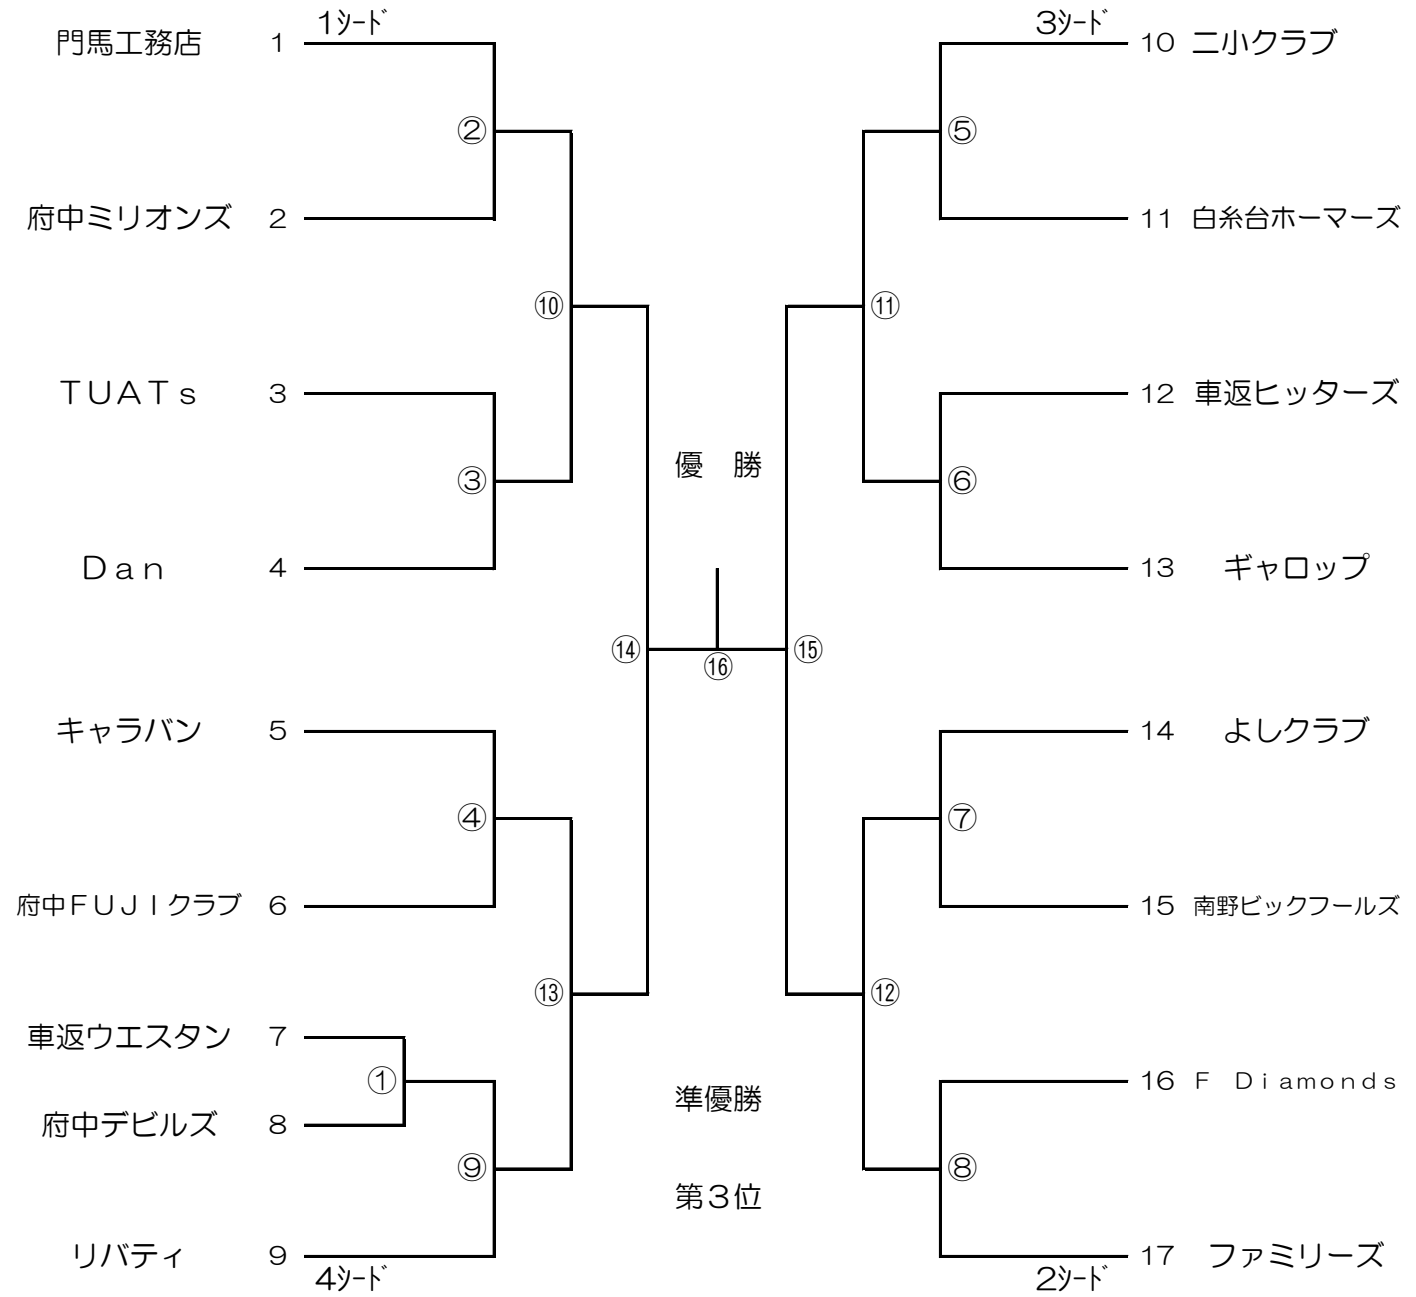 1ｼｰﾄﾞ
門馬工務店 1
②
府中ミリオンズ 2
⑩
ＴＵＡＴｓ 3
③
Ｄａｎ 4
⑭
キャラバン 5
④
府中ＦＵＪＩクラブ 6
⑬
車返ウエスタン 7
①
府中デビルズ 8
⑨
リバティ 9
4ｼｰﾄﾞ
優　勝
⑯
準優勝
第３位
3ｼｰﾄﾞ
10 二小クラブ
⑤
11 白糸台ホーマーズ
⑪
12 車返ヒッターズ
⑥
13 ギャロップ
⑮
14 よしクラブ
⑦
15 南野ビックフールズ
⑫
16 Ｆ　Ｄｉａｍｏｎｄｓ
⑧
17 ファミリーズ
2ｼｰﾄﾞ